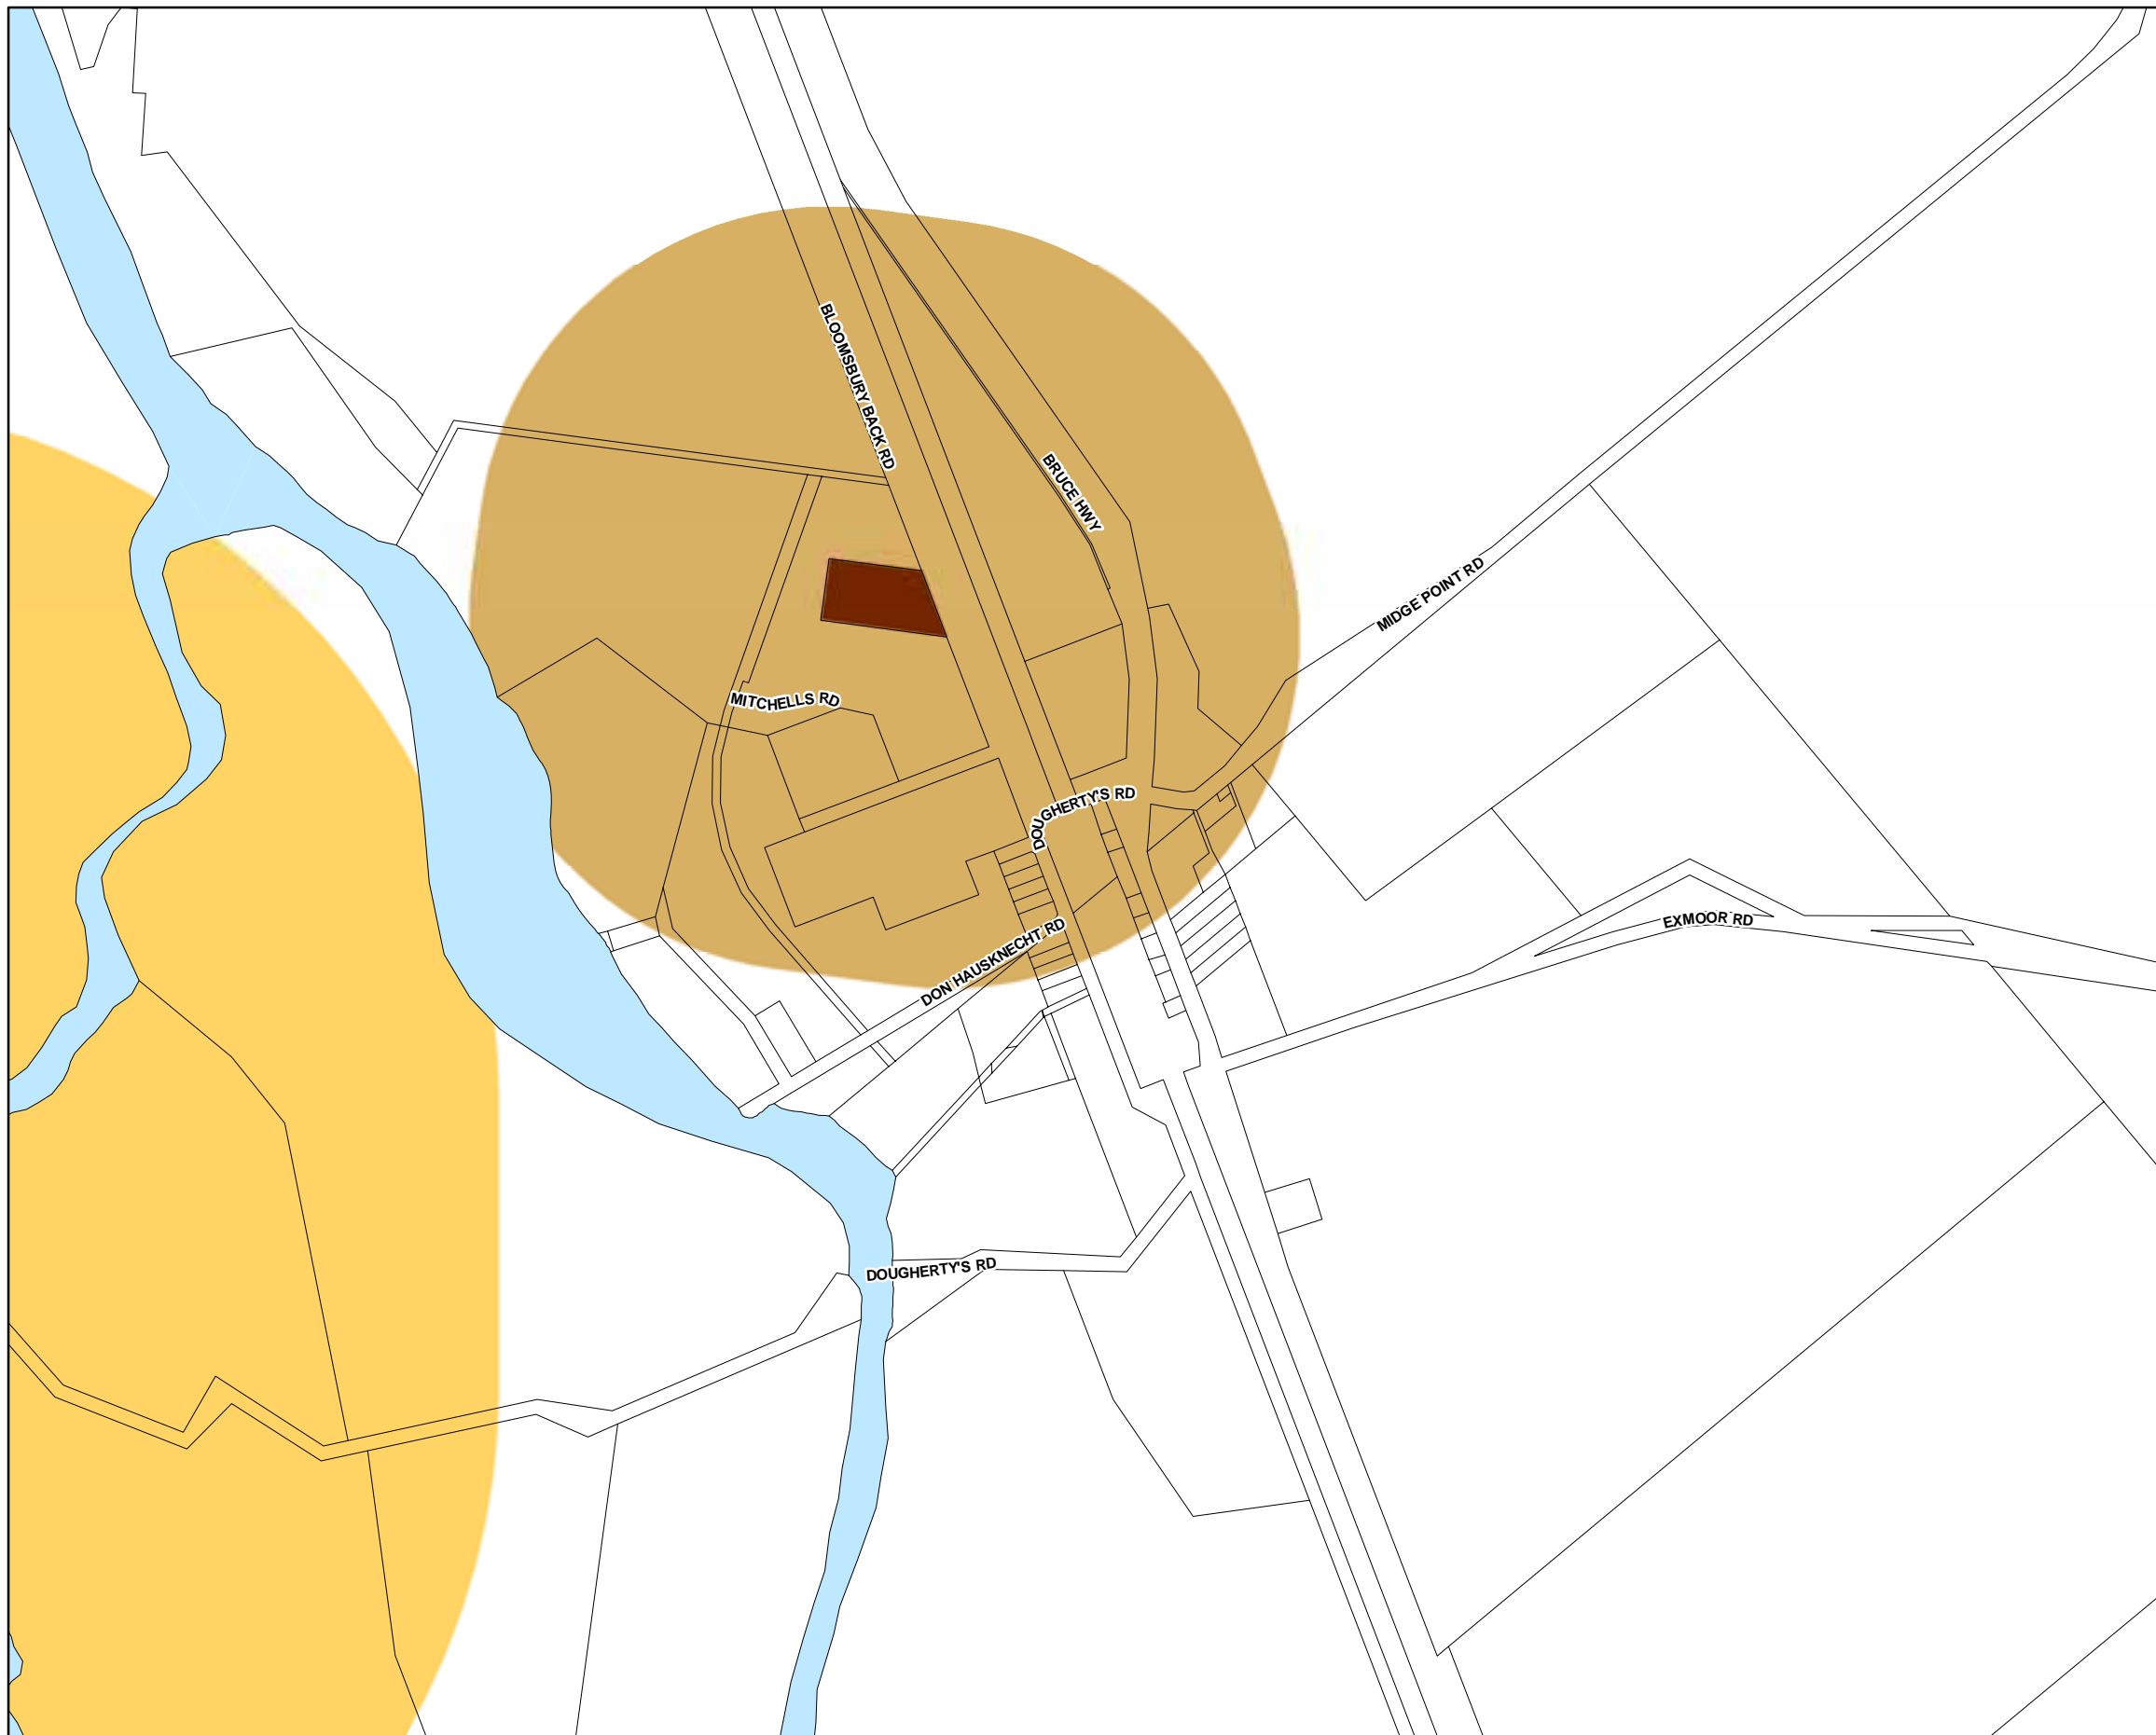 BLOOMSBURY BACK RD
BRUCE HWY
MIDGE POINT RD
MITCHELLS RD
DOUGHERTY'S RD
EXMOOR RD
DON HAUSKNECHT RD
DOUGHERTY'S RD